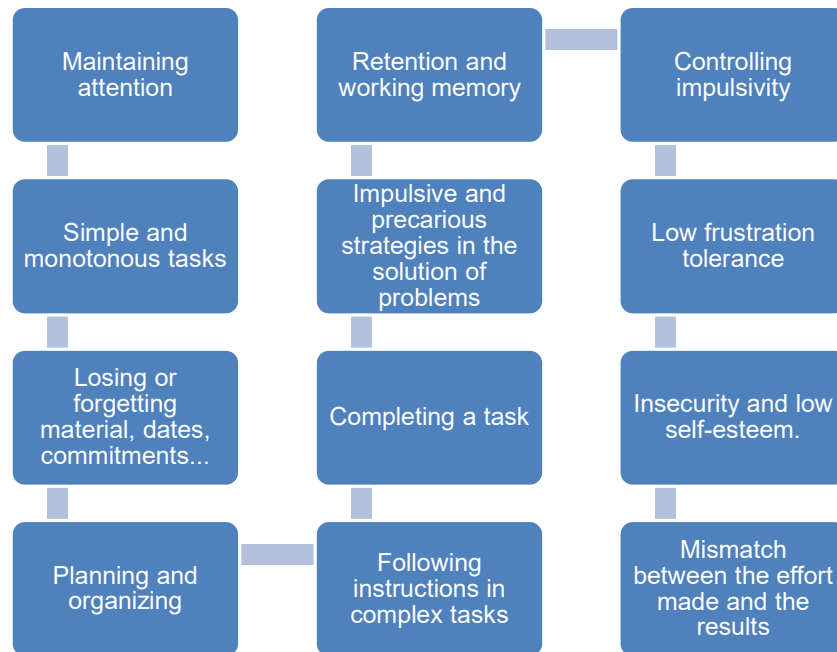 Maintaining
attention
Simple and
monotonous tasks
Losing or
forgetting
material, dates,
commitments...
Planning and
organizing
Following
instructions in
complex tasks
Completing a task
Impulsive and
precarious
strategies in the
solution of
problems
Retention and
working memory
Controlling
impulsivity
Low frustration
tolerance
Insecurity and low
self-esteem.
Mismatch
between the effort
made and the
results